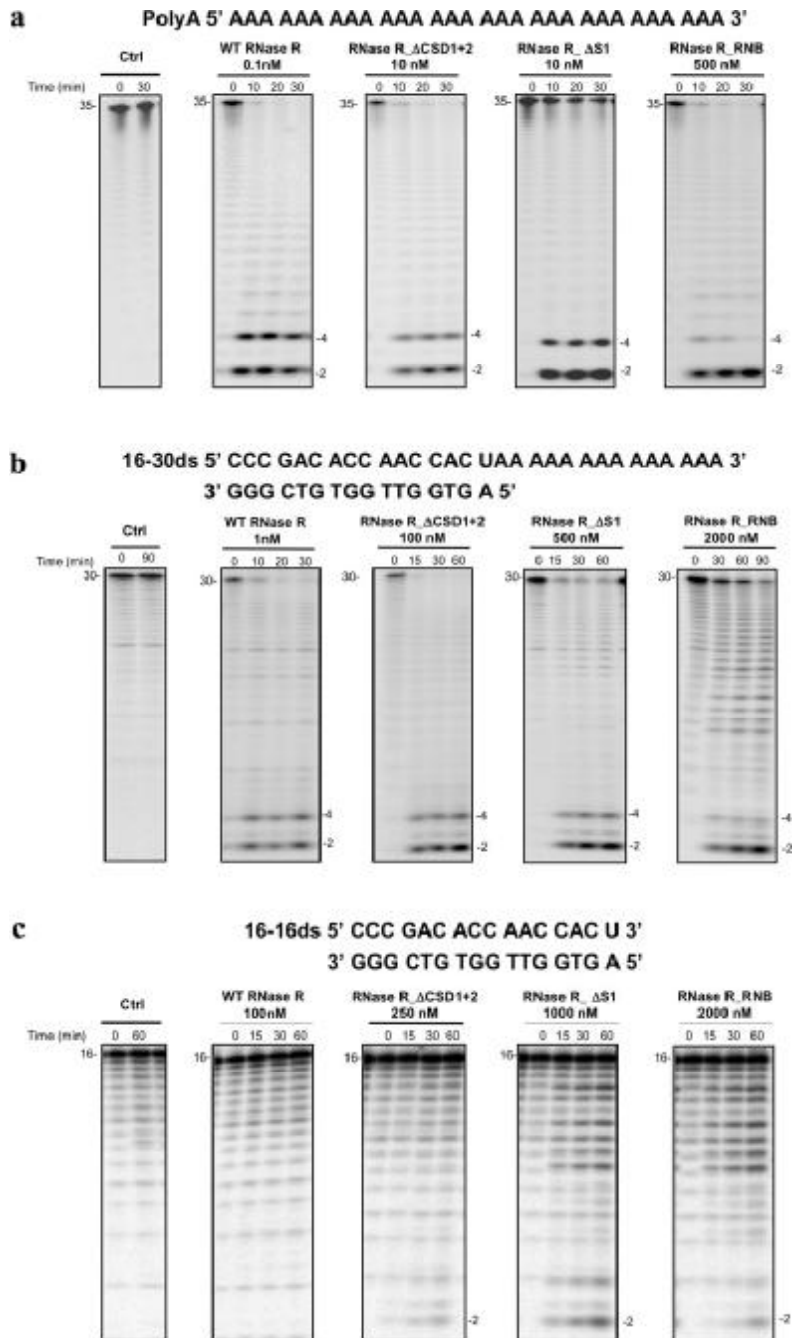 a
PolyA 5' AAA AAA AAA AAA AAA AAA AAA AAA AAA AAA AAA AAA 3'
Ctrl
WT RNase R
0.1nM
RNase R_ΔCSD1+2
10 nM
RNase R_ ΔS1
10 nM
RNase R_RNB
500 nM
Time (min) 0 30 0 10 20 30 0 10 20 30 0 10 20 30 0 10 20 30
35- 35- 35- 35- 35-
-4 -4 -4 -4
-2 -2 -2 -2
b
16-30ds 5' CCC GAC ACC AAC CAC UAA AAA AAA AAA AAA 3'
3' GGG CTG TGG TTG GTG A 5'
Ctrl
WT RNase R
1nM
RNase R_ΔCSD1+2
100 nM
RNase R_ΔS1
500 nM
RNase R_RNB
2000 nM
Time (min) 0 90 0 10 20 30 0 15 30 60 0 15 30 60 0 30 60 90
30- 30- 30- 30- 30-
-4 -4 -4 -4
-2 -2 -2 -2
c
16-16ds 5' CCC GAC ACC AAC CAC U 3'
3' GGG CTG TGG TTG GTG A 5'
Ctrl
WT RNase R
100nM
RNase R_ΔCSD1+2
250 nM
RNase R_ ΔS1
1000 nM
RNase R_RNB
2000 nM
Time (min) 0 60 0 15 30 60 0 15 30 60 0 15 30 60 0 15 30 60
16- 16- 16- 16- 16-
-2 -2 -2